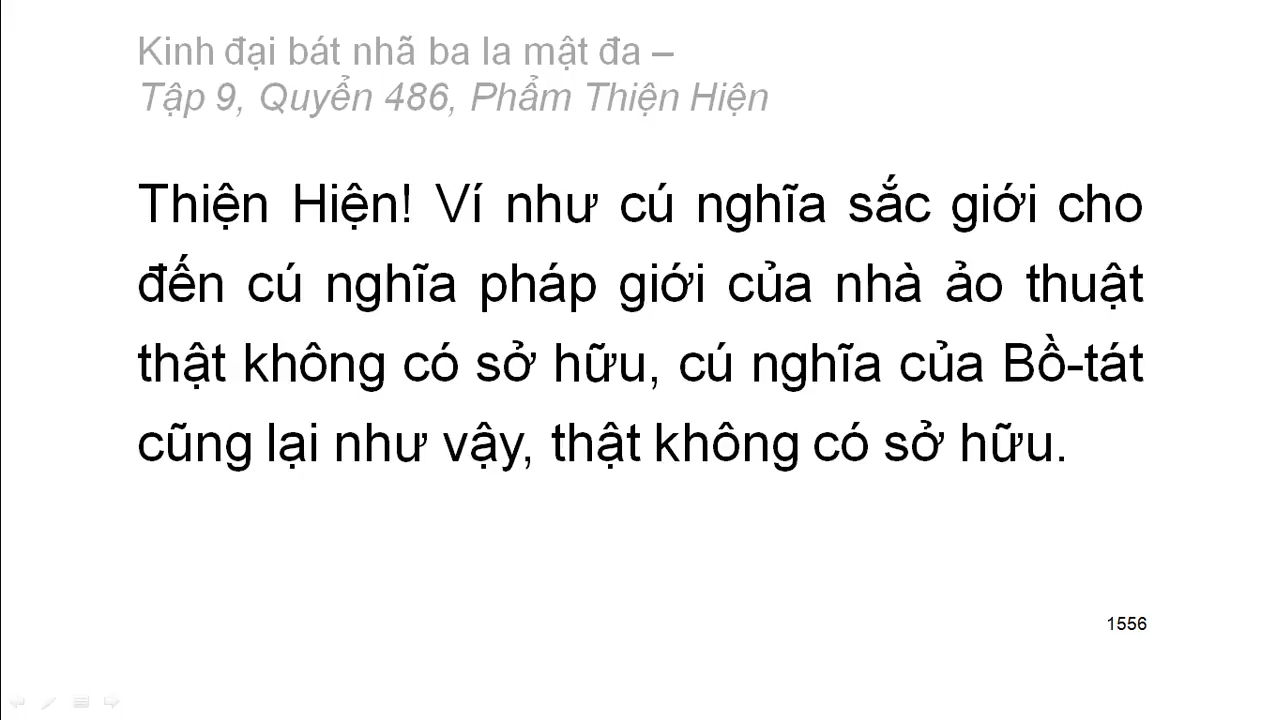 Kinh đại bát nhã ba la mật đa –
Tập 9, Quyển 486, Phẩm Thiện Hiện
Thiện Hiện! Ví như cú nghĩa sắc giới cho
đến cú nghĩa pháp giới của nhà ảo thuật
thật không có sở hữu, cú nghĩa của Bồ-tát
cũng lại như vậy, thật không có sở hữu.
1556